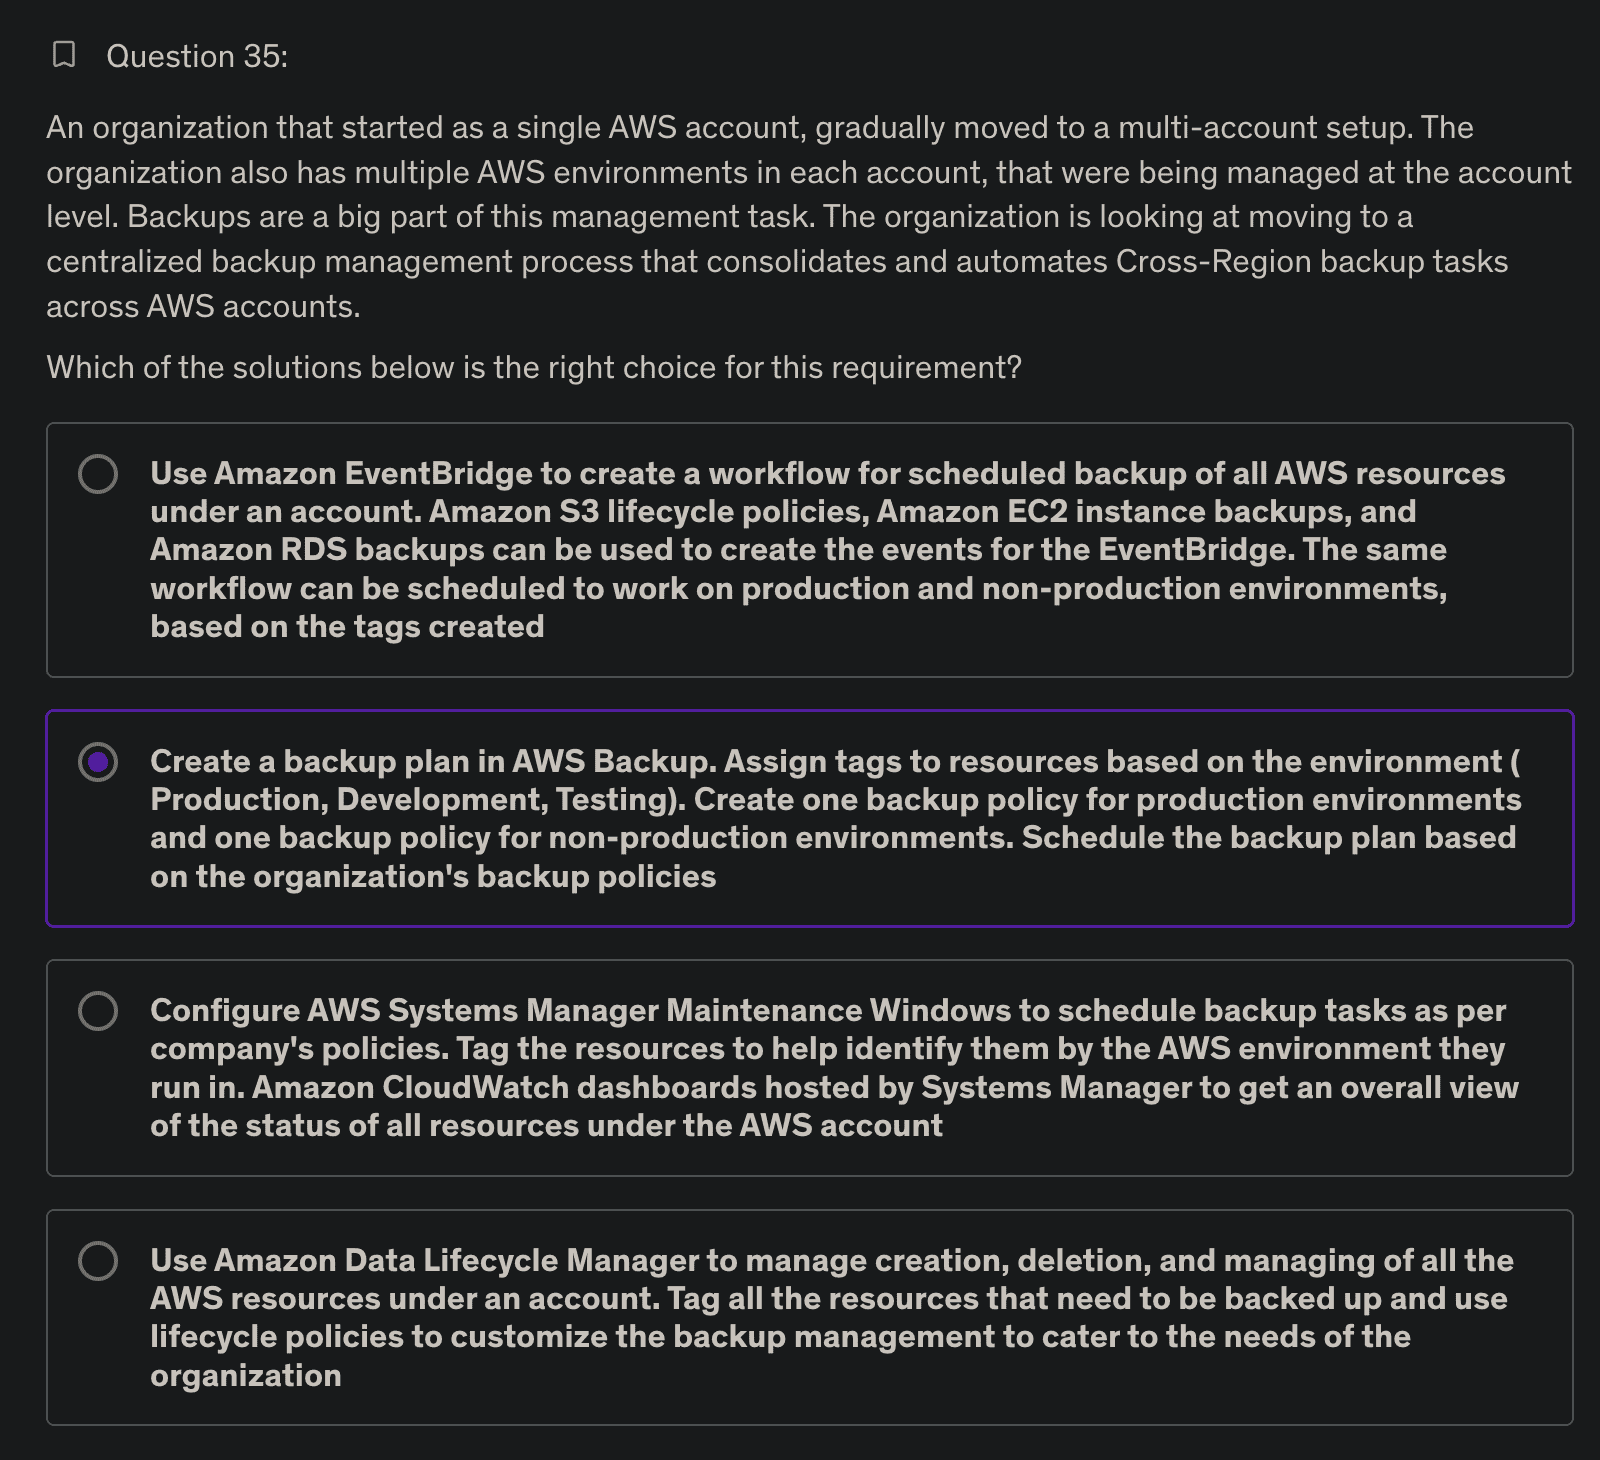 Question 35:
An organization that started as a single AWS account, gradually moved to a multi-account setup. The
organization also has multiple AWS environments in each account, that were being managed at the account
level. Backups are a big part of this management task. The organization is looking at moving to a
centralized backup management process that consolidates and automates Cross-Region backup tasks
across AWS accounts.
Which of the solutions below is the right choice for this requirement?
Use Amazon EventBridge to create a workflow for scheduled backup of all AWS resources
under an account. Amazon S3 lifecycle policies, Amazon EC2 instance backups, and
Amazon RDS backups can be used to create the events for the EventBridge. The same
workflow can be scheduled to work on production and non-production environments,
based on the tags created
Create a backup plan in AWS Backup. Assign tags to resources based on the environment (
Production, Development, Testing). Create one backup policy for production environments
and one backup policy for non-production environments. Schedule the backup plan based
on the organization's backup policies
Configure AWS Systems Manager Maintenance Windows to schedule backup tasks as per
company's policies. Tag the resources to help identify them by the AWS environment they
run in. Amazon CloudWatch dashboards hosted by Systems Manager to get an overall view
of the status of all resources under the AWS account
Use Amazon Data Lifecycle Manager to manage creation, deletion, and managing of all the
AWS resources under an account. Tag all the resources that need to be backed up and use
lifecycle policies to customize the backup management to cater to the needs of the
organization